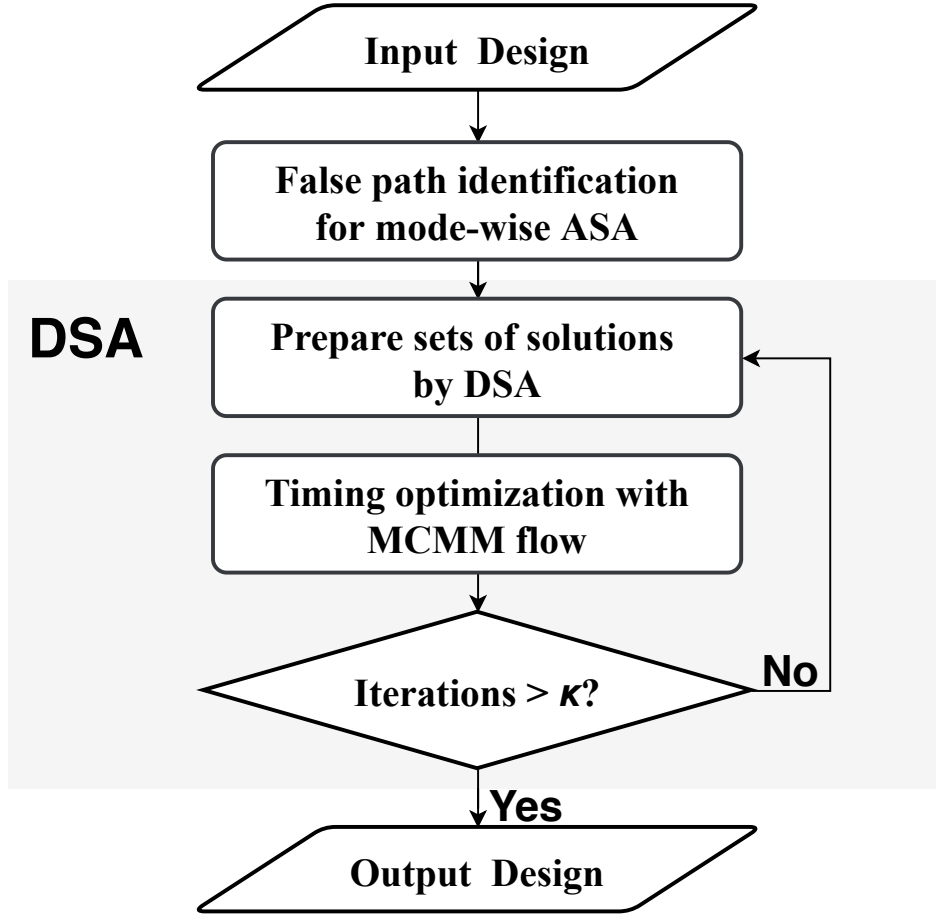 Input Design
False path identification
for mode-wise ASA
DSA
Prepare sets of solutions
by DSA
Timing optimization with
MCMM flow
Iterations > κ?
No
Yes
Output Design